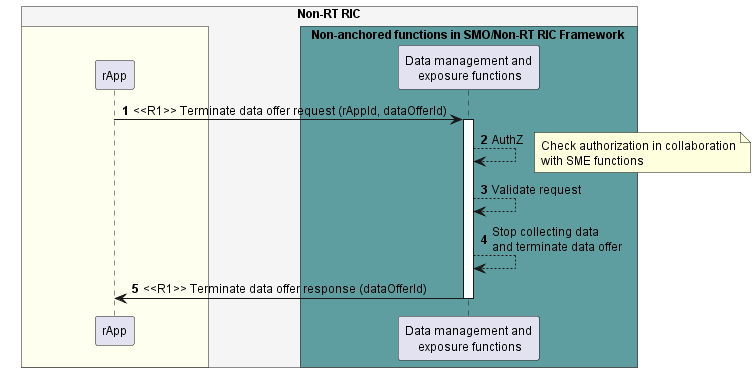 Non-RT RIC
Non-anchored functions in SMO/Non-RT RIC Framework
rApp
Data management and
exposure functions
1 <<R1>> Terminate data offer request (rAppId, dataOfferId)
2 AuthZ
Check authorization in collaboration
with SME functions
3 Validate request
4 Stop collecting data
and terminate data offer
5 <<R1>> Terminate data offer response (dataOfferId)
rApp
Data management and
exposure functions